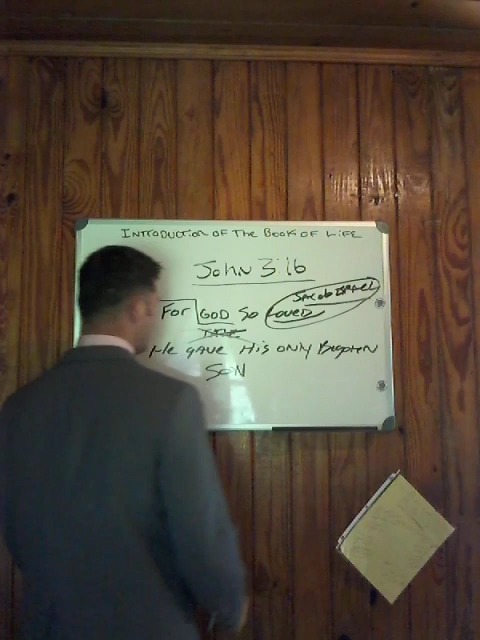 INTRODUCTION OF THE BOOK OF LIFE
John 3:16
For GOD So Loved Jacob ISRAEL
He gave His only Begotten
SON